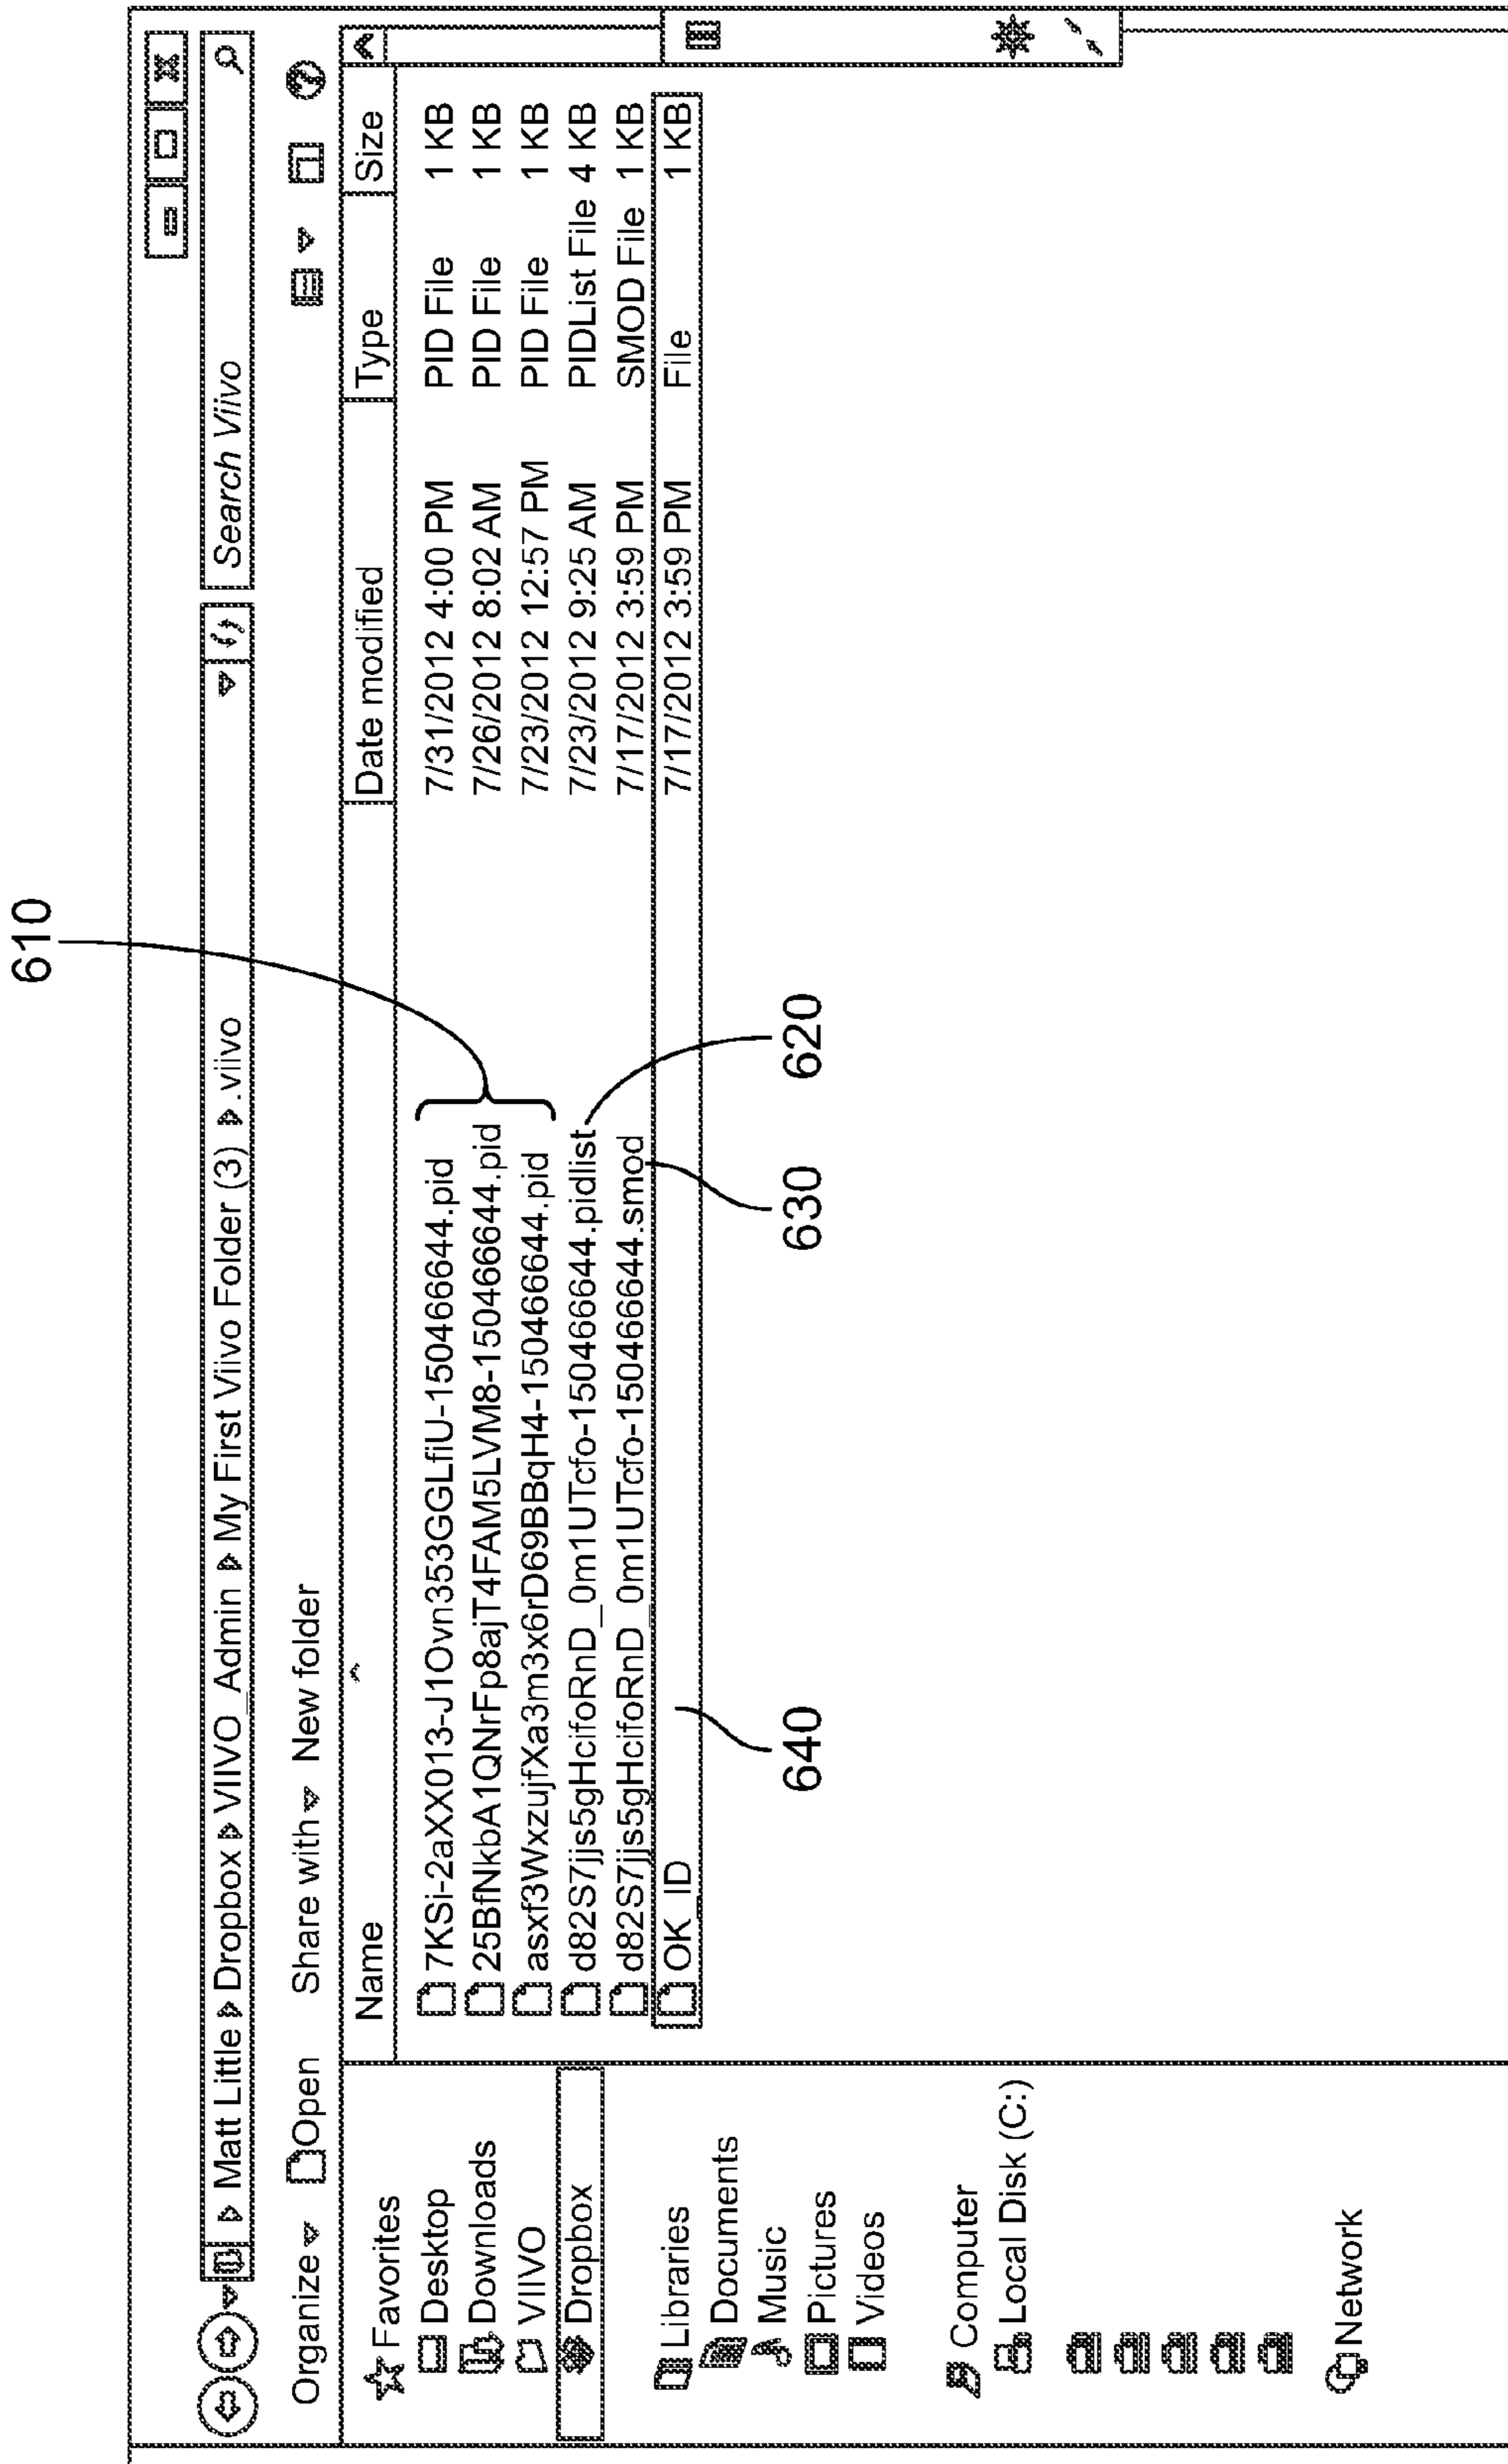 610
Matt Little Dropbox VIIVO_Admin My First Viivo Folder (3) .viivo
Search Viivo
Organize Open Share with New folder
Name Date modified Type Size
7KSi-2aXX013-J1Ovn353GGLfiU-150466644.pid 7/31/2012 4:00 PM PID File 1 KB
25BfNkbA1QNrFp8ajT4FAM5LVM8-150466644.pid 7/26/2012 8:02 AM PID File 1 KB
asxf3WxzujfXa3m3x6rD69BBqH4-150466644.pid 7/23/2012 12:57 PM PID File 1 KB
d82S7jjs5gHcifoRnD_0m1UTcfo-150466644.pidlist 7/23/2012 9:25 AM PIDList File 4 KB
d82S7jjs5gHcifoRnD_0m1UTcfo-150466644.smod 7/17/2012 3:59 PM SMOD File 1 KB
OK_ID 7/17/2012 3:59 PM File 1 KB
640
630
620
Favorites
Desktop
Downloads
VIIVO
Dropbox
Libraries
Documents
Music
Pictures
Videos
Computer
Local Disk (C:)
Network